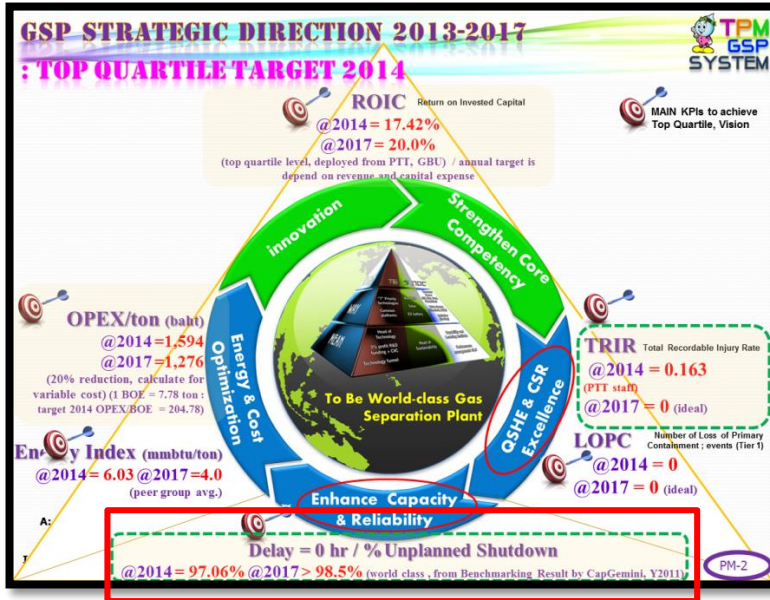 GSP STRATEGIC DIRECTION 2013-2017
: TOP QUARTILE TARGET 2014
TPM
GSP
SYSTEM
MAIN KPIs to achieve
Top Quartile, Vision
ROIC Return on Invested Capital
@2014 = 17.42%
@2017 = 20.0%
(top quartile level, deployed from PTT, GBU) / annual target is
depend on revenue and capital expense
innovation
Strengthen Core
Competency
QSHE & CSR
Excellence
Enhance Capacity
& Reliability
Energy & Cost
Optimization
To Be World-class Gas
Separation Plant
WAY
MEAN
OPEX/ton (baht)
@2014 =1,594
@2017 =1,276
(20% reduction, calculate for
variable cost) (1 BOE = 7.78 ton :
target 2014 OPEX/BOE = 204.78)
Index (mmbtu/ton)
@2014= 6.03 @2017 =4.0
(peer group avg.)
TRIR Total Recordable Injury Rate
@2014 = 0.163
(PTT staff)
@2017 = 0 (ideal)
LOPC Number of Loss of Primary
Containment ; events (Tier 1)
@2014 = 0
@2017 = 0 (ideal)
A:
Delay = 0 hr / % Unplanned Shutdown
@2014 = 97.06% @2017 > 98.5% (world class , from Benchmarking Result by CapGemini, Y2011)
PM-2